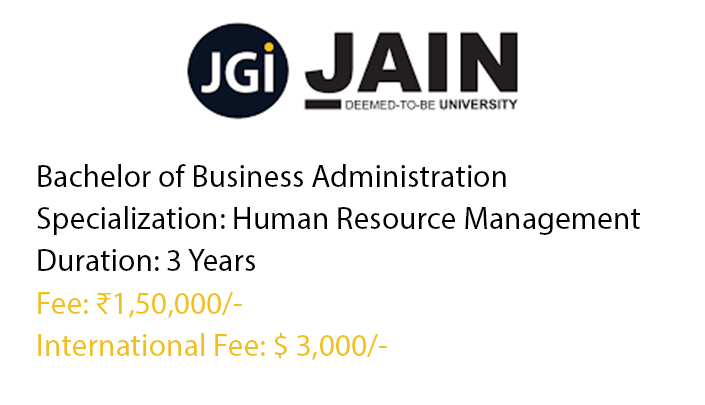 JGi JAIN
DEEMED-TO-BE UNIVERSITY
Bachelor of Business Administration
Specialization: Human Resource Management
Duration: 3 Years
Fee: ₹1,50,000/-
International Fee: $ 3,000/-